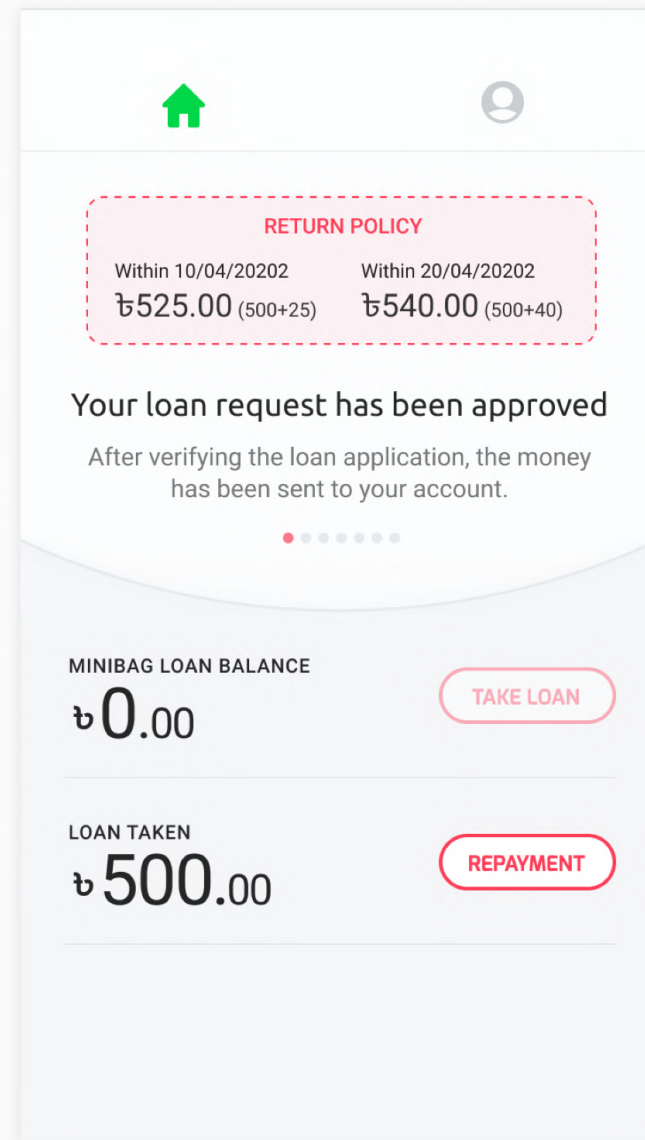 RETURN POLICY
Within 10/04/20202
Within 20/04/20202
৳525.00 (500+25)
৳540.00 (500+40)
Your loan request has been approved
After verifying the loan application, the money
has been sent to your account.
MINIBAG LOAN BALANCE
৳0.00
TAKE LOAN
LOAN TAKEN
৳500.00
REPAYMENT